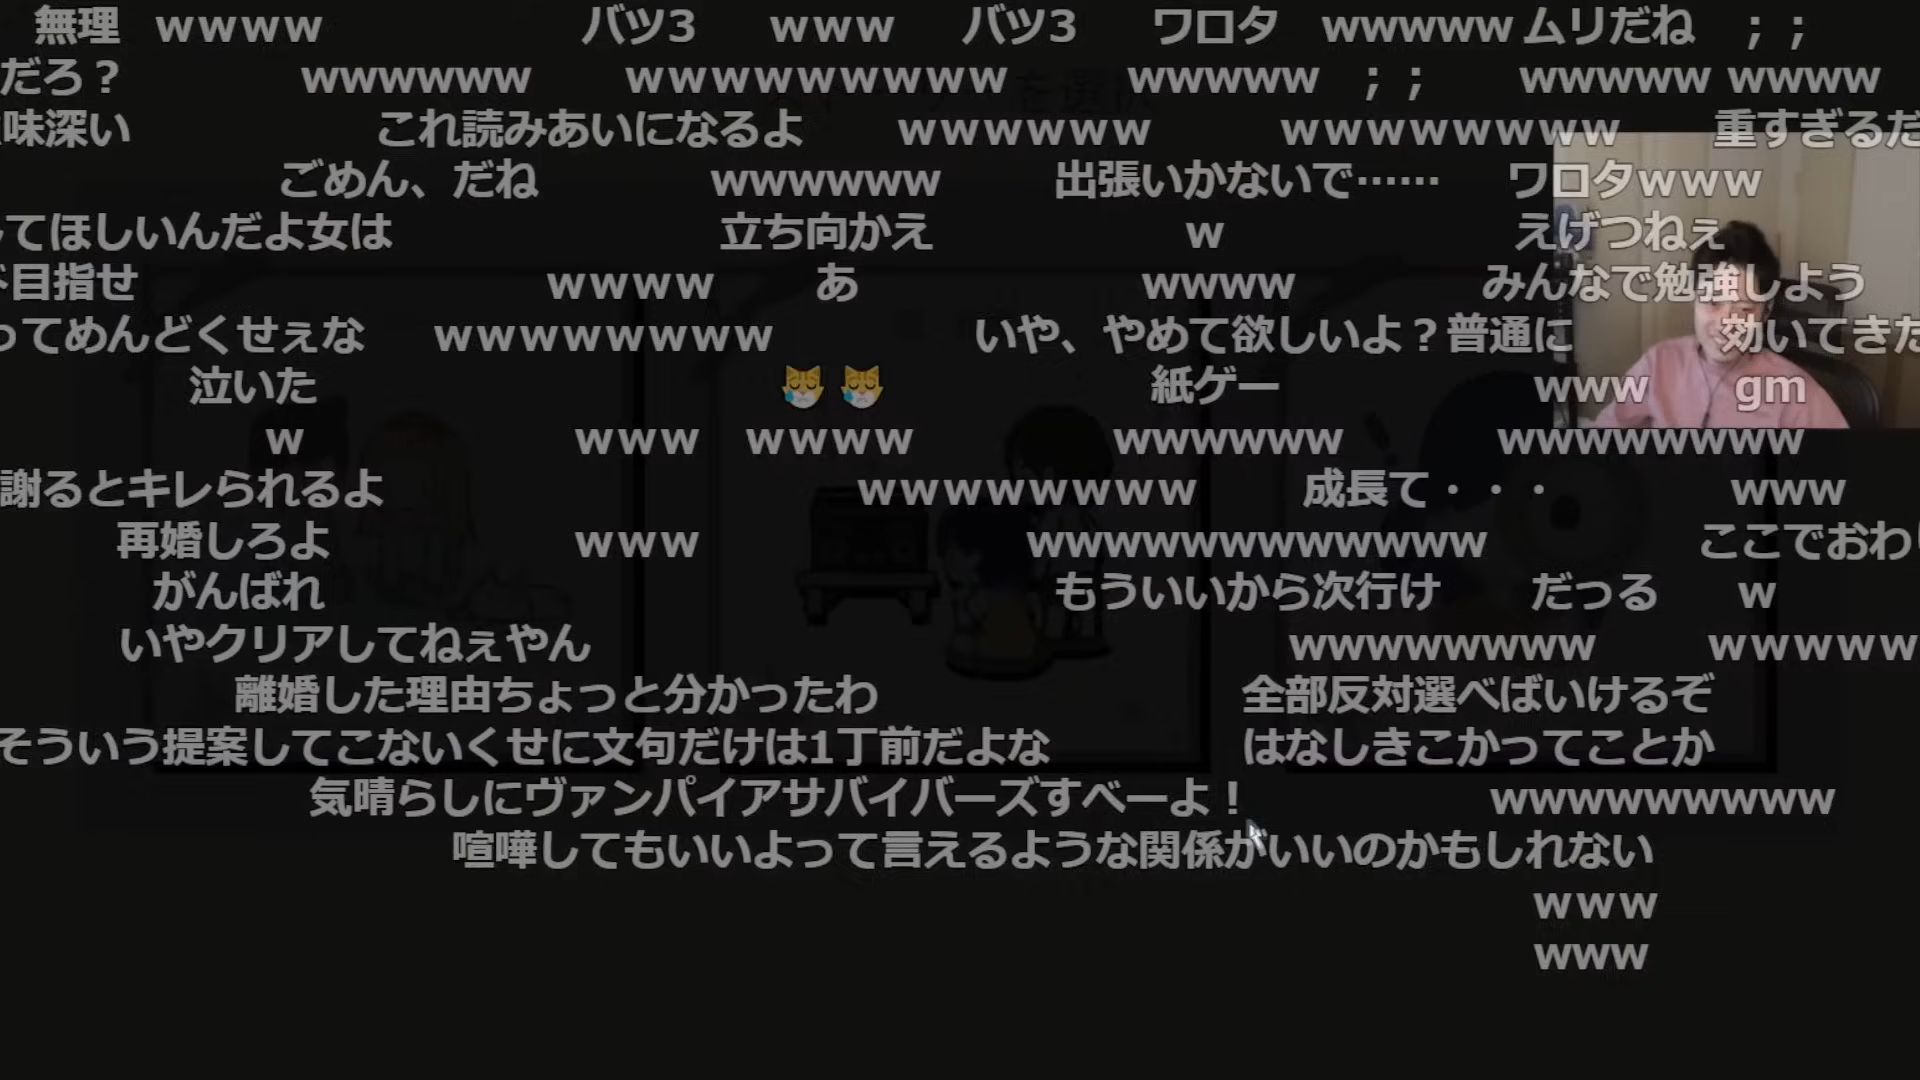 無理 wwww バツ3 www バツ3 ワロタ wwwww ムリだね ；；
だろ？ wwwwww wwwwwwwww wwwww ；； wwwww wwww
味深い これ読みあいになるよ wwwwww wwwwwwww 重すぎるだ
ごめん、だね wwwwww 出張いかないで…… ワロタwww
てほしいんだよ女は 立ち向かえ w えげつねぇ
目指せ wwww あ wwww みんなで勉強しよう
ってめんどくせぇな wwwwwwww いや、やめて欲しいよ？普通に 効いてきた
泣いた 😿 😿 紙ゲー www gm
w www wwww wwwwww wwwwwwww
謝るとキレられるよ wwwwwwww 成長て・・・ www
再婚しろよ www wwwwwwwwwwww ここでおわり
がんばれ もういいから次行け だっる w
いやクリアしてねぇやん wwwwwwww wwwww
離婚した理由ちょっと分かったわ 全部反対選べばいけるぞ
そういう提案してこないくせに文句だけは1丁前だよな はなしきこかってことか
気晴らしにヴァンパイアサバイバーズすべーよ！ wwwwwwwww
喧嘩してもいいよって言えるような関係がいいのかもしれない
www
www